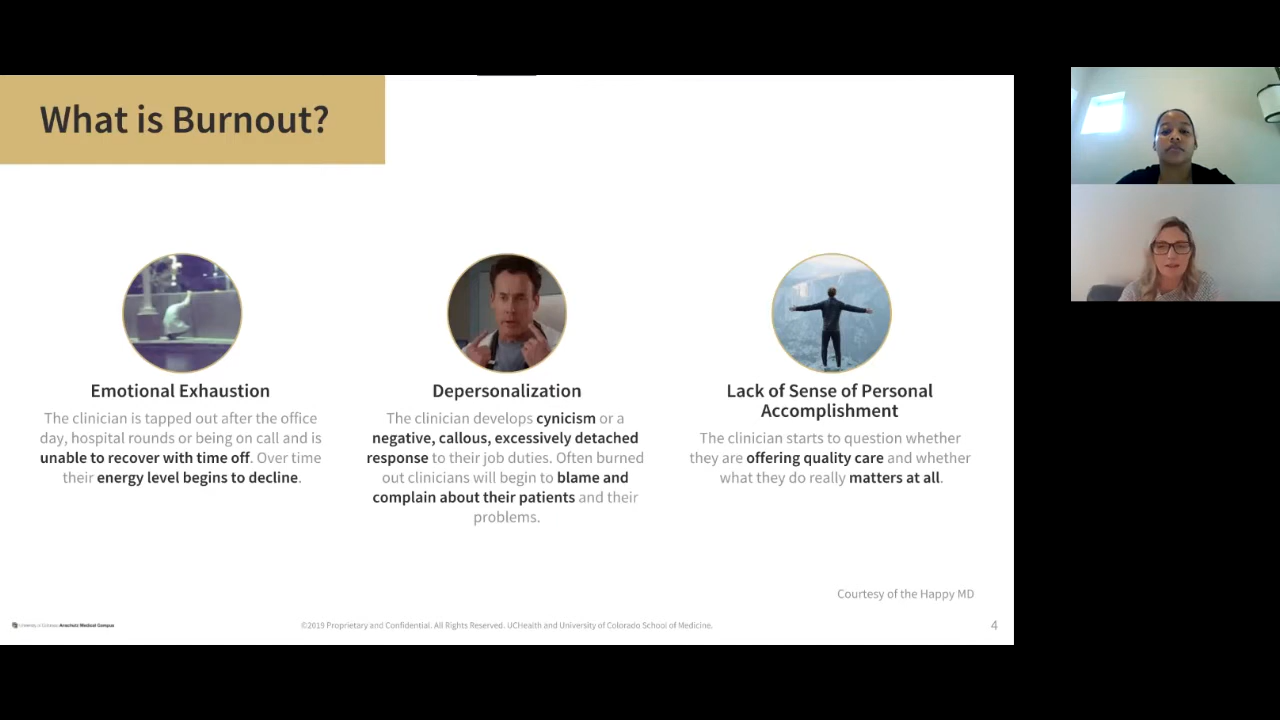 What is Burnout?
Emotional Exhaustion
The clinician is tapped out after the office
day, hospital rounds or being on call and is
unable to recover with time off. Over time
their energy level begins to decline.
Depersonalization
The clinician develops cynicism or a
negative, callous, excessively detached
response to their job duties. Often burned
out clinicians will begin to blame and
complain about their patients and their
problems.
Lack of Sense of Personal
Accomplishment
The clinician starts to question whether
they are offering quality care and whether
what they do really matters at all.
Courtesy of the Happy MD
University of Colorado Anschutz Medical Campus
©2019 Proprietary and Confidential. All Rights Reserved. UCHealth and University of Colorado School of Medicine.
4